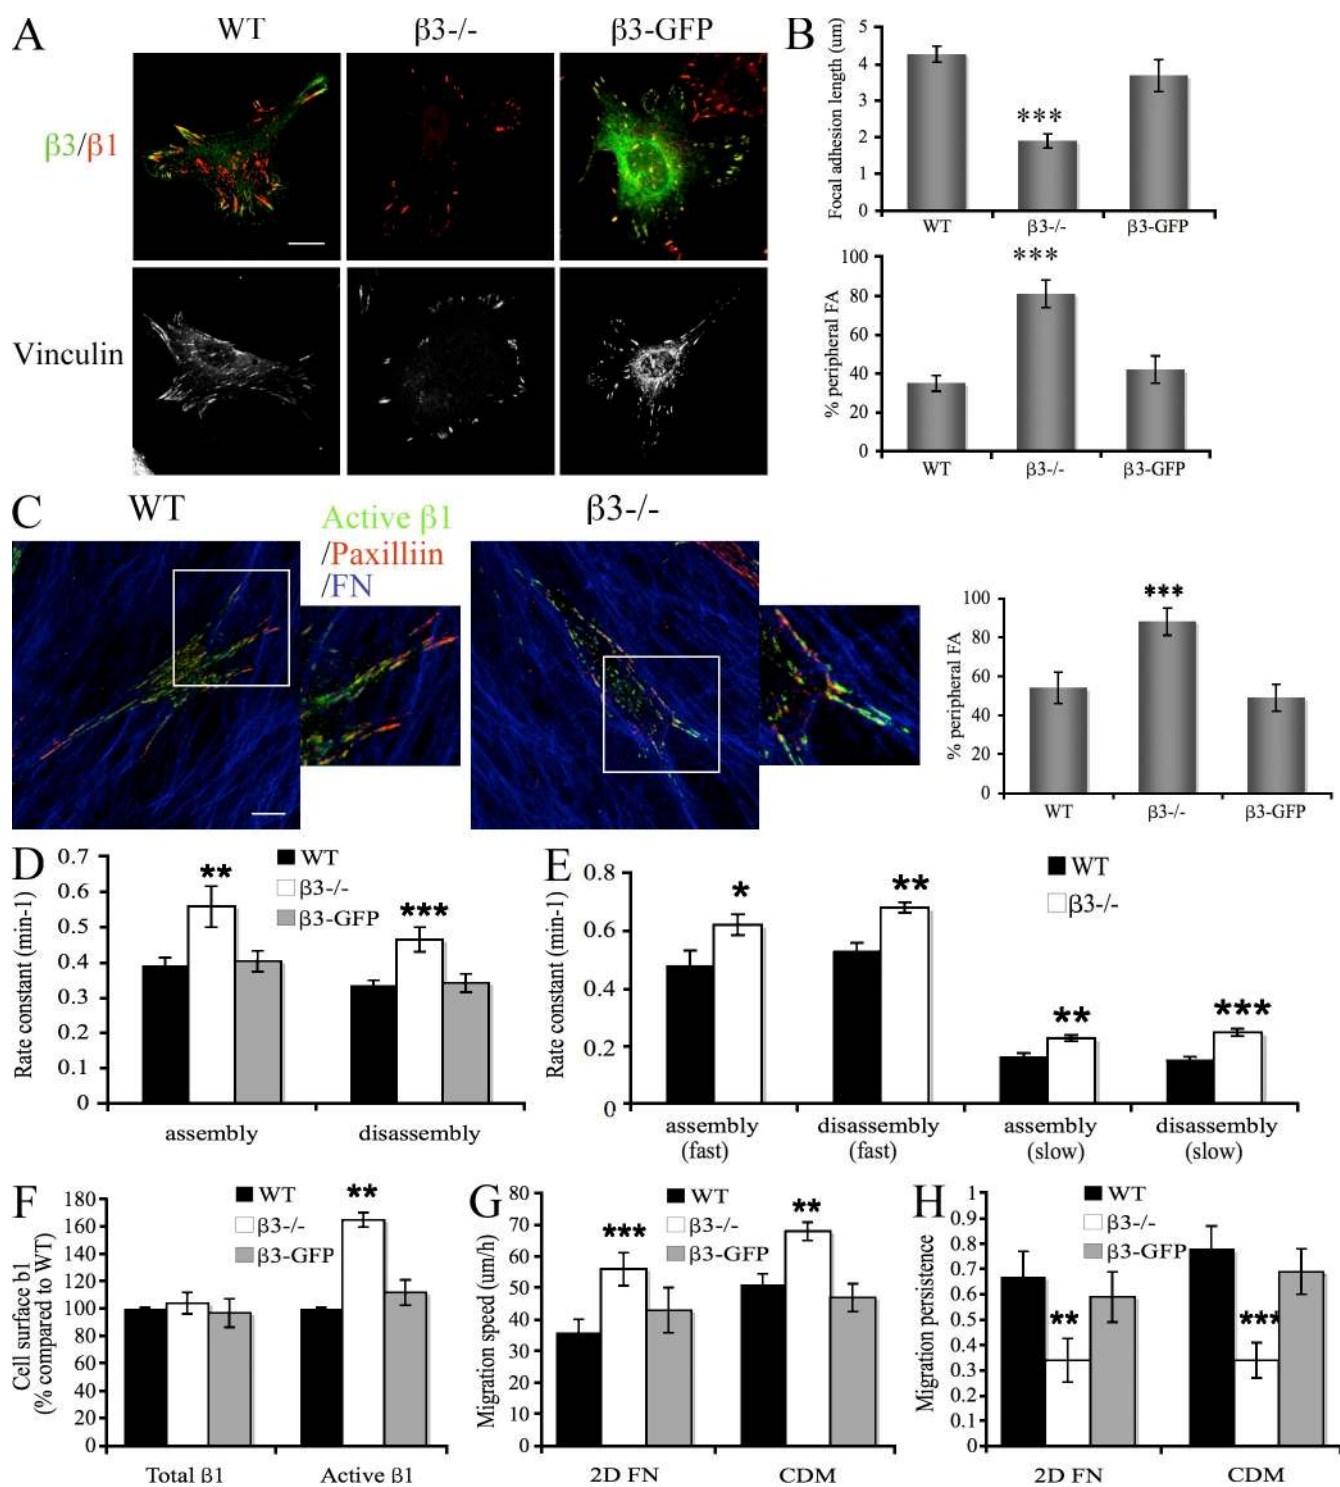 A
WT
β3-/-
β3-GFP
β3/β1
Vinculin
B
Focal adhesion length (um)
5
4
3
2
1
0
***
WT
β3-/-
β3-GFP
% peripheral FA
100
80
60
40
20
0
***
WT
β3-/-
β3-GFP
C
WT
Active β1
/Paxilliin
/FN
β3-/-
% peripheral FA
100
80
60
40
20
0
***
WT
β3-/-
β3-GFP
D
Rate constant (min-1)
0.7
0.6
0.5
0.4
0.3
0.2
0.1
0
WT
β3-/-
β3-GFP
**
***
assembly
disassembly
E
Rate constant (min-1)
0.8
0.6
0.4
0.2
0
WT
β3-/-
*
**
**
***
assembly
(fast)
disassembly
(fast)
assembly
(slow)
disassembly
(slow)
F
Cell surface b1
(% compared to WT)
180
160
140
120
100
80
60
40
20
0
WT
β3-/-
β3-GFP
**
Total ß1
Active ß1
G
Migration speed (um/h)
80
70
60
50
40
30
20
10
0
WT
β3-/-
β3-GFP
***
**
2D FN
CDM
H
Migration persistence
1
0.9
0.8
0.7
0.6
0.5
0.4
0.3
0.2
0.1
0
WT
β3-/-
β3-GFP
**
***
2D FN
CDM